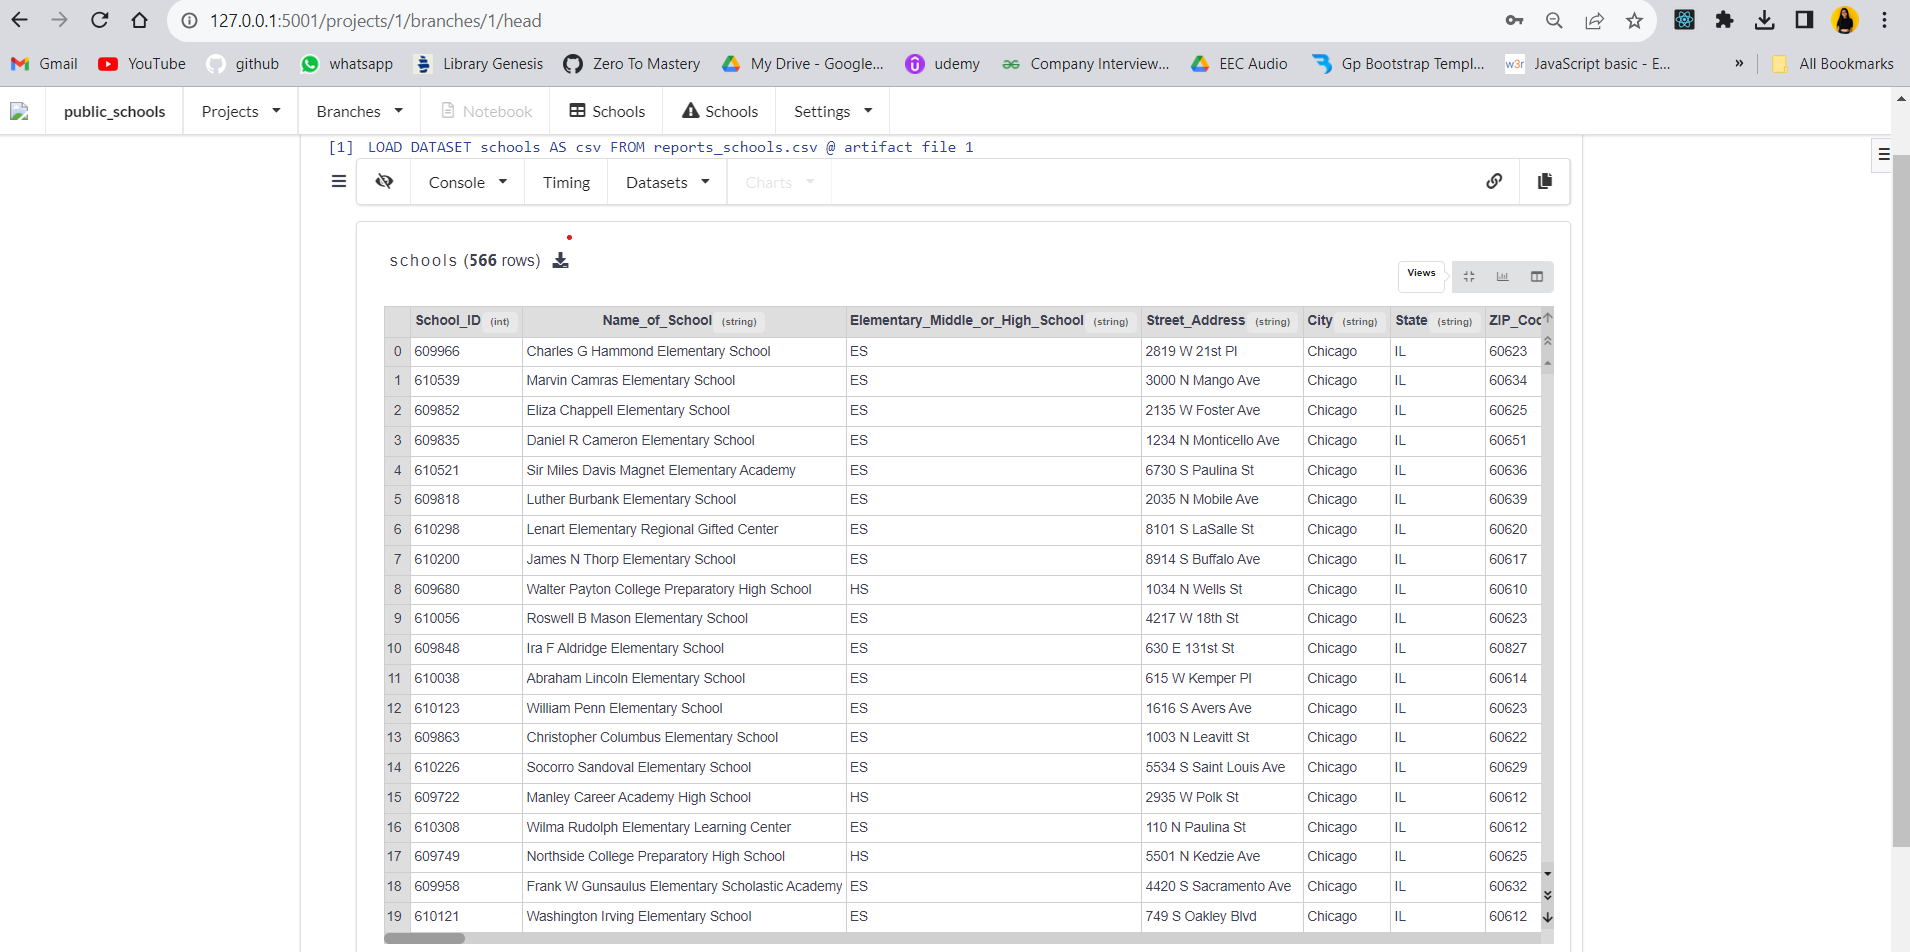 127.0.0.1:5001/projects/1/branches/1/head
Gmail YouTube github whatsapp Library Genesis Zero To Mastery My Drive - Google... udemy Company Interview... EEC Audio Gp Bootstrap Templ... w3r JavaScript basic - E... » All Bookmarks
public_schools Projects Branches Notebook Schools Schools Settings
[1] LOAD DATASET schools AS csv FROM reports_schools.csv @ artifact file 1
Console Timing Datasets Charts
schools (566 rows)
Views
School_ID (int) Name_of_School (string) Elementary_Middle_or_High_School (string) Street_Address (string) City (string) State (string) ZIP_Coc
0 609966 Charles G Hammond Elementary School ES 2819 W 21st Pl Chicago IL 60623
1 610539 Marvin Camras Elementary School ES 3000 N Mango Ave Chicago IL 60634
2 609852 Eliza Chappell Elementary School ES 2135 W Foster Ave Chicago IL 60625
3 609835 Daniel R Cameron Elementary School ES 1234 N Monticello Ave Chicago IL 60651
4 610521 Sir Miles Davis Magnet Elementary Academy ES 6730 S Paulina St Chicago IL 60636
5 609818 Luther Burbank Elementary School ES 2035 N Mobile Ave Chicago IL 60639
6 610298 Lenart Elementary Regional Gifted Center ES 8101 S LaSalle St Chicago IL 60620
7 610200 James N Thorp Elementary School ES 8914 S Buffalo Ave Chicago IL 60617
8 609680 Walter Payton College Preparatory High School HS 1034 N Wells St Chicago IL 60610
9 610056 Roswell B Mason Elementary School ES 4217 W 18th St Chicago IL 60623
10 609848 Ira F Aldridge Elementary School ES 630 E 131st St Chicago IL 60827
11 610038 Abraham Lincoln Elementary School ES 615 W Kemper Pl Chicago IL 60614
12 610123 William Penn Elementary School ES 1616 S Avers Ave Chicago IL 60623
13 609863 Christopher Columbus Elementary School ES 1003 N Leavitt St Chicago IL 60622
14 610226 Socorro Sandoval Elementary School ES 5534 S Saint Louis Ave Chicago IL 60629
15 609722 Manley Career Academy High School HS 2935 W Polk St Chicago IL 60612
16 610308 Wilma Rudolph Elementary Learning Center ES 110 N Paulina St Chicago IL 60612
17 609749 Northside College Preparatory High School HS 5501 N Kedzie Ave Chicago IL 60625
18 609958 Frank W Gunsaulus Elementary Scholastic Academy ES 4420 S Sacramento Ave Chicago IL 60632
19 610121 Washington Irving Elementary School ES 749 S Oakley Blvd Chicago IL 60612